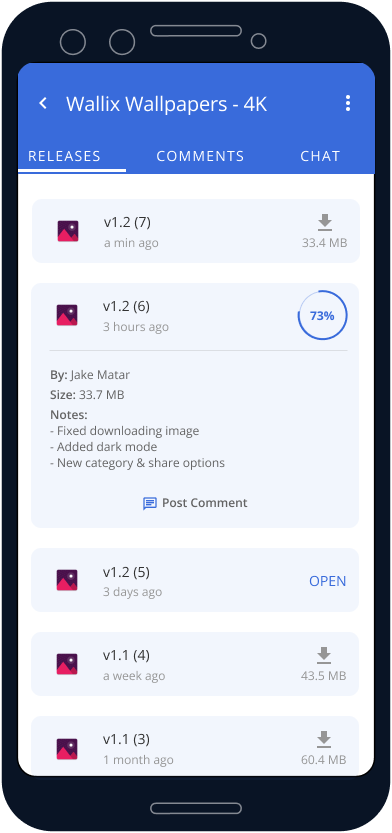 Wallix Wallpapers - 4K
RELEASES COMMENTS CHAT
v1.2 (7)
a min ago
33.4 MB
v1.2 (6)
3 hours ago
73%
By: Jake Matar
Size: 33.7 MB
Notes:
- Fixed downloading image
- Added dark mode
- New category & share options
Post Comment
v1.2 (5)
3 days ago
OPEN
v1.1 (4)
a week ago
43.5 MB
v1.1 (3)
1 month ago
60.4 MB